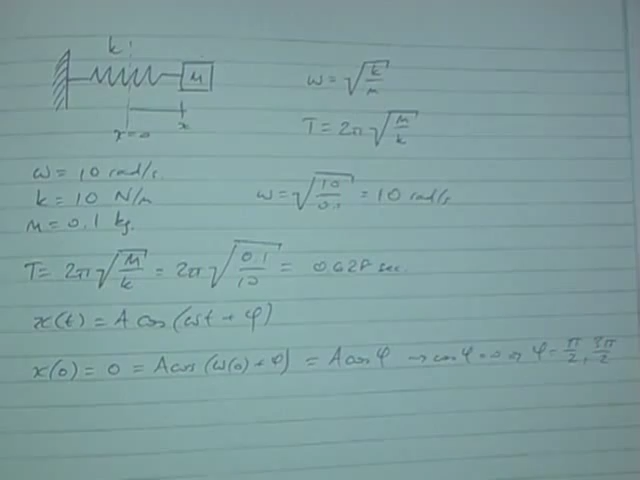 k
M
x=0
x
ω = √(k/m)
T = 2π√(M/k)
ω = 10 rad/s.
k = 10 N/m
M = 0.1 kg.
ω = √(10/0.1) = 10 rad/s
T = 2π√(M/k) = 2π√(0.1/10) = 0.628 sec.
x(t) = A cos(ωt + φ)
x(0) = 0 = A cos(ω(0) + φ) = A cos φ ⇒ cos φ = 0 ⇒ φ = π/2, 3π/2